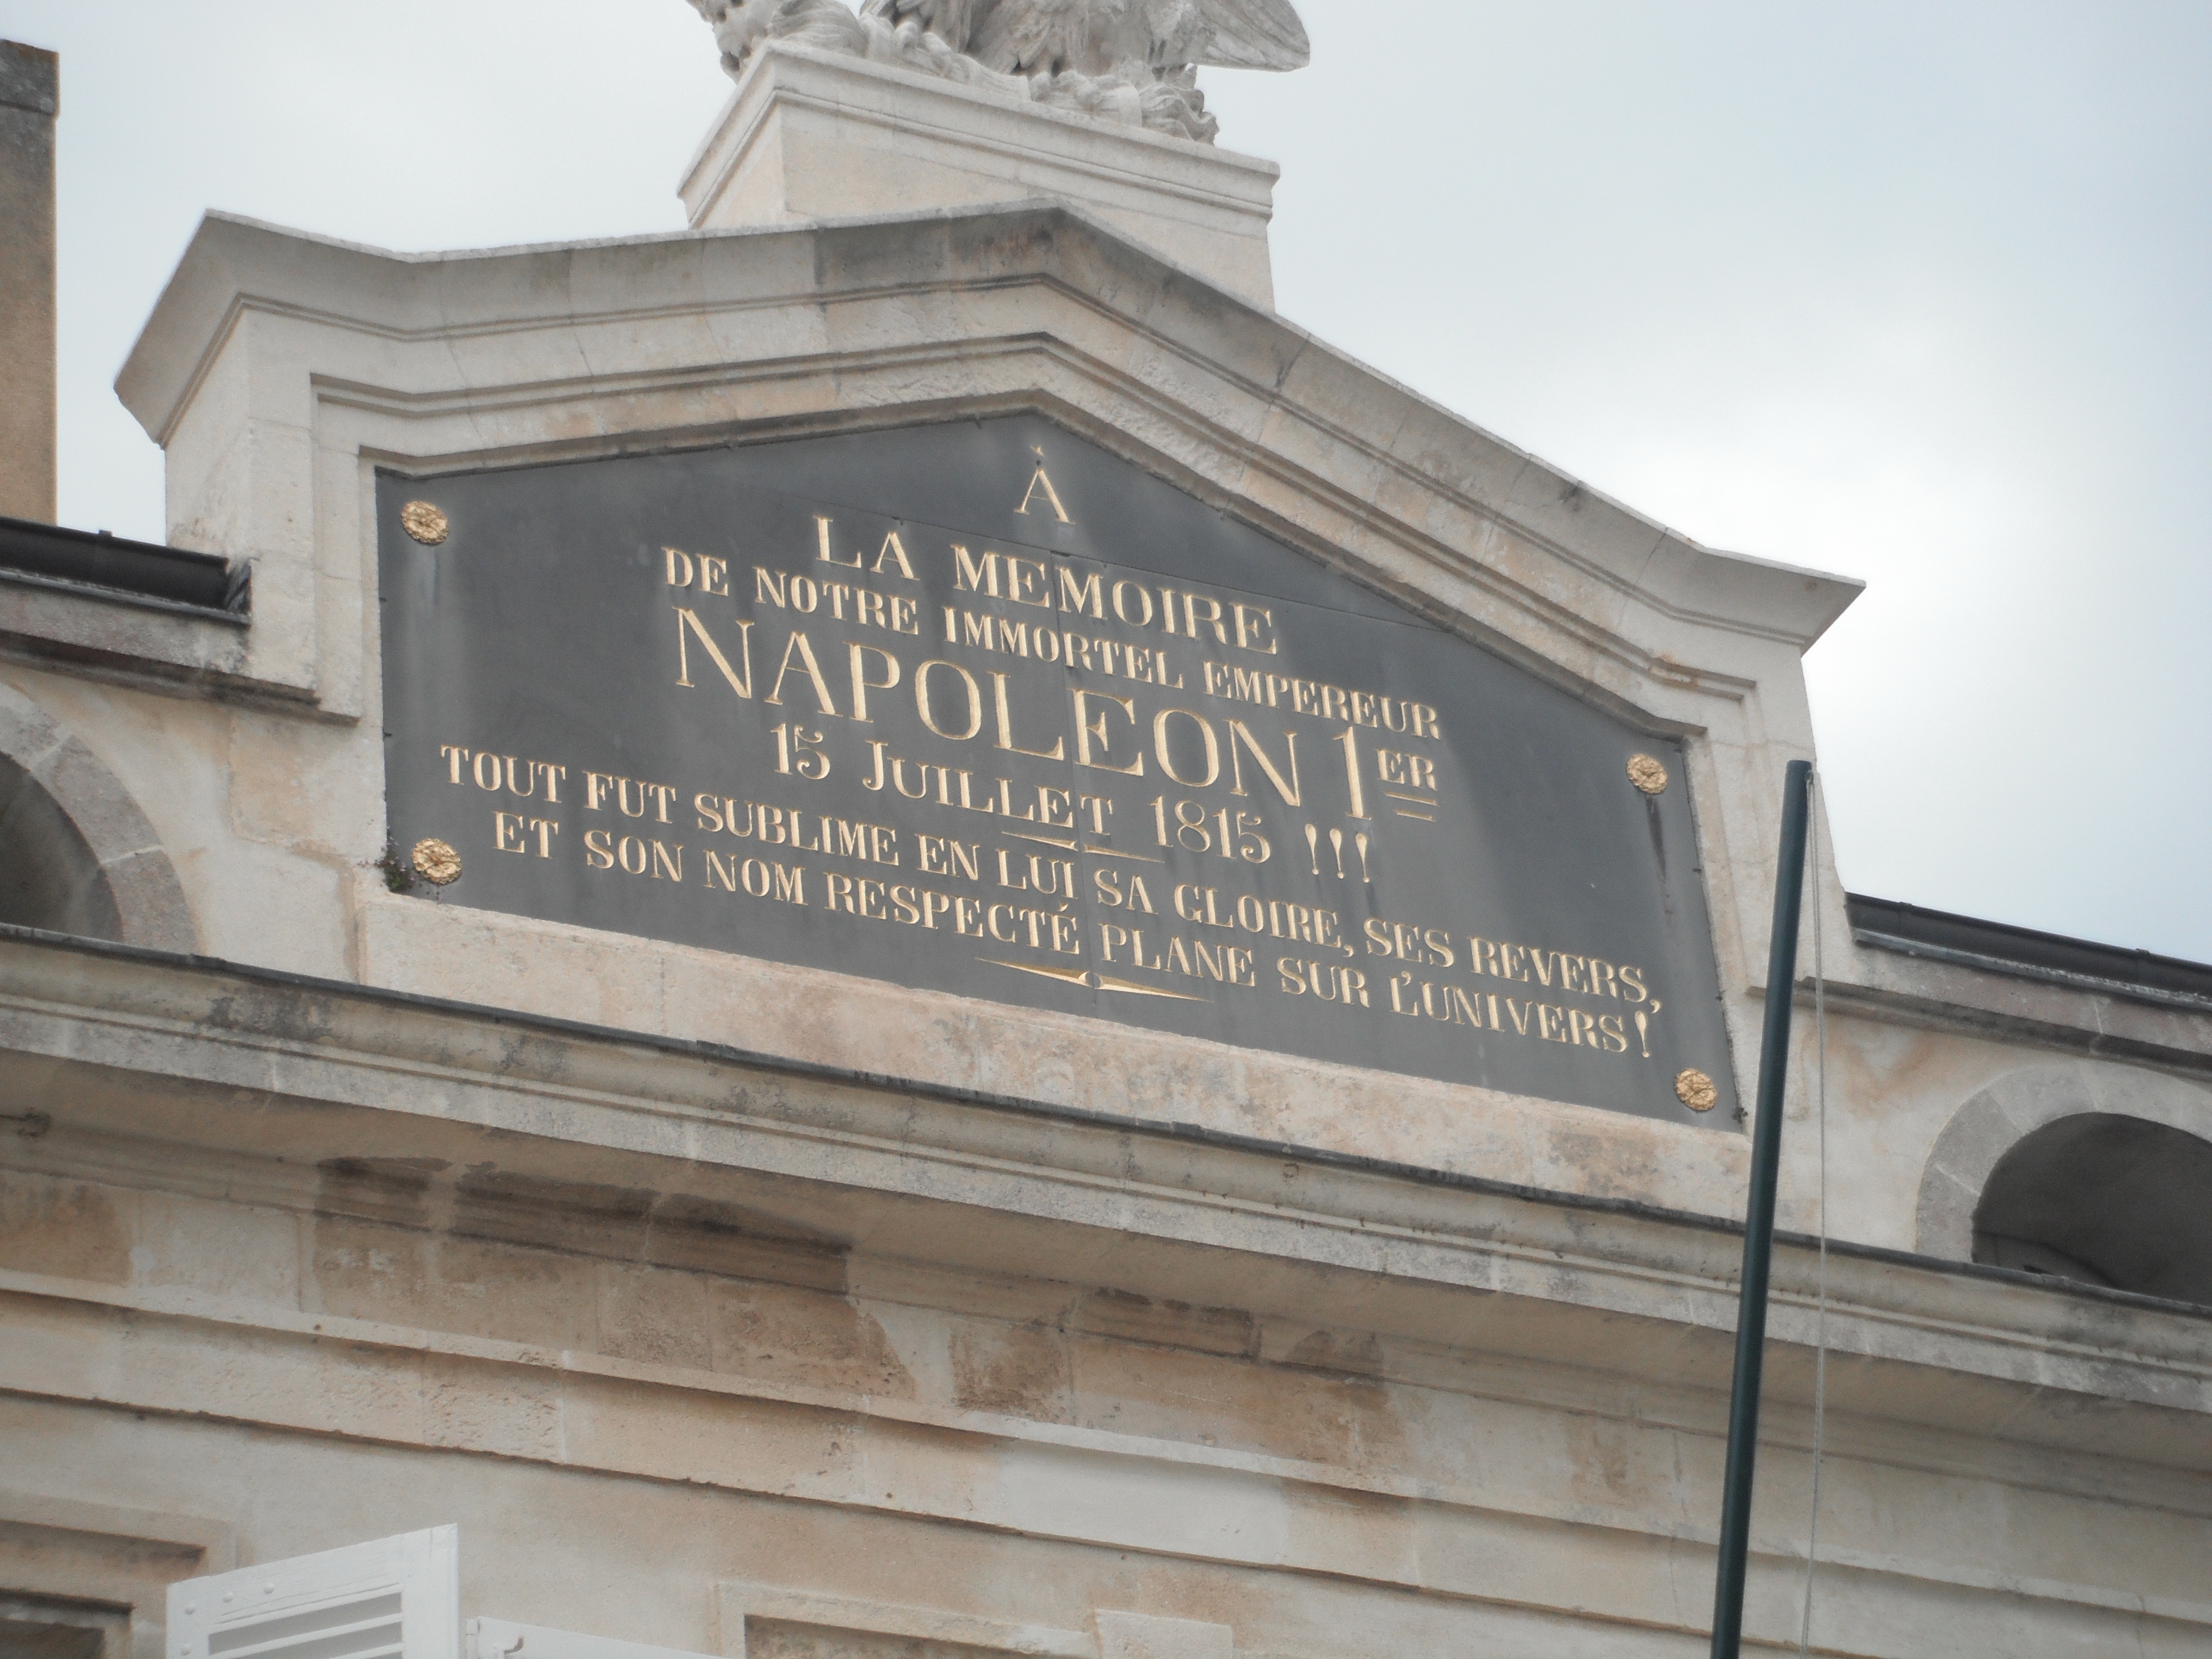 À
LA MEMOIRE
DE NOTRE IMMORTEL EMPEREUR
NAPOLEON 1ER
15 JUILLET 1815 !!!
TOUT FUT SUBLIME EN LUI SA GLOIRE, SES REVERS,
ET SON NOM RESPECTÉ PLANE SUR L'UNIVERS!